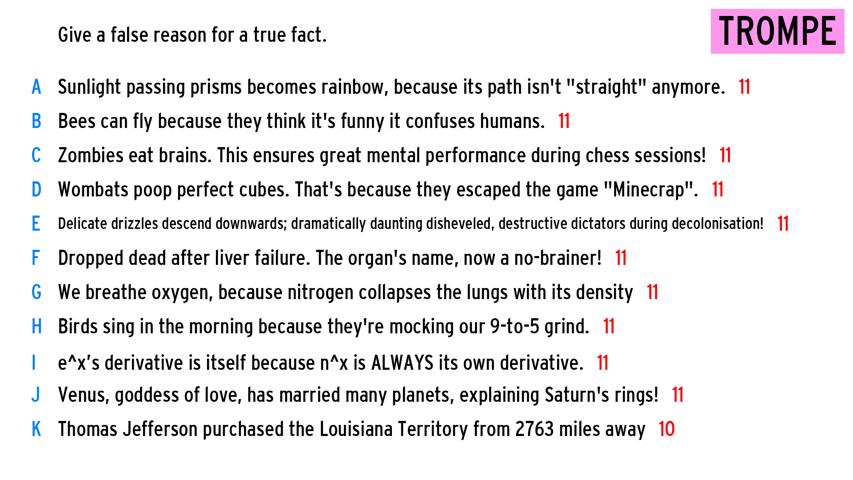 Give a false reason for a true fact.
TROMPE
A Sunlight passing prisms becomes rainbow, because its path isn't "straight" anymore. 11
B Bees can fly because they think it's funny it confuses humans. 11
C Zombies eat brains. This ensures great mental performance during chess sessions! 11
D Wombats poop perfect cubes. That's because they escaped the game "Minecrap". 11
E Delicate drizzles descend downwards; dramatically daunting disheveled, destructive dictators during decolonisation! 11
F Dropped dead after liver failure. The organ's name, now a no-brainer! 11
G We breathe oxygen, because nitrogen collapses the lungs with its density 11
H Birds sing in the morning because they're mocking our 9-to-5 grind. 11
I e^x’s derivative is itself because n^x is ALWAYS its own derivative. 11
J Venus, goddess of love, has married many planets, explaining Saturn's rings! 11
K Thomas Jefferson purchased the Louisiana Territory from 2763 miles away 10